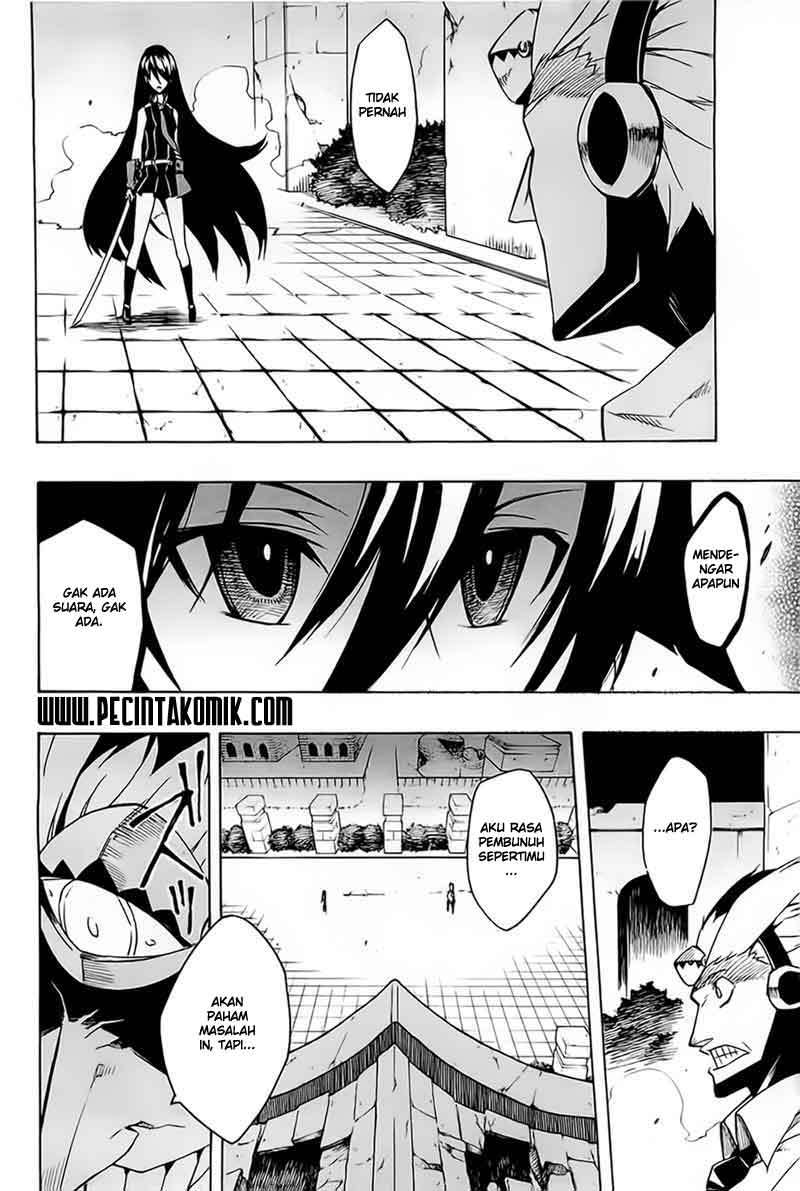 TIDAK
PERNAH
MENDE-
NGAR
APAPUN
GAK ADA
SUARA, GAK
ADA.
WWW.PECINTAKOMIK.COM
...APA?
AKU RASA
PEMBUNUH
SEPERTIMU
...
AKAN
PAHAM
MASALAH
IN, TAPI...